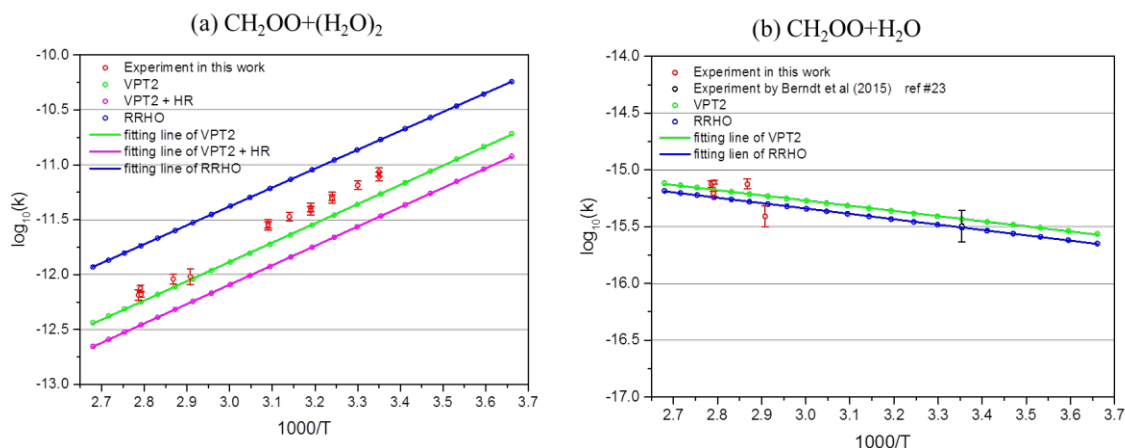 (a) CH₂OO+(H₂O)₂
-10.0
-10.5
-11.0
-11.5
-12.0
-12.5
-13.0
log₁₀(k)
Experiment in this work
VPT2
VPT2 + HR
RRHO
fitting line of VPT2
fitting line of VPT2 + HR
fitting line of RRHO
2.7 2.8 2.9 3.0 3.1 3.2 3.3 3.4 3.5 3.6 3.7
1000/T
(b) CH₂OO+H₂O
-14.0
-14.5
-15.0
-15.5
-16.0
-16.5
-17.0
log₁₀(k)
Experiment in this work
Experiment by Berndt et al (2015) ref #23
VPT2
RRHO
fitting line of VPT2
fitting lien of RRHO
2.7 2.8 2.9 3.0 3.1 3.2 3.3 3.4 3.5 3.6 3.7
1000/T